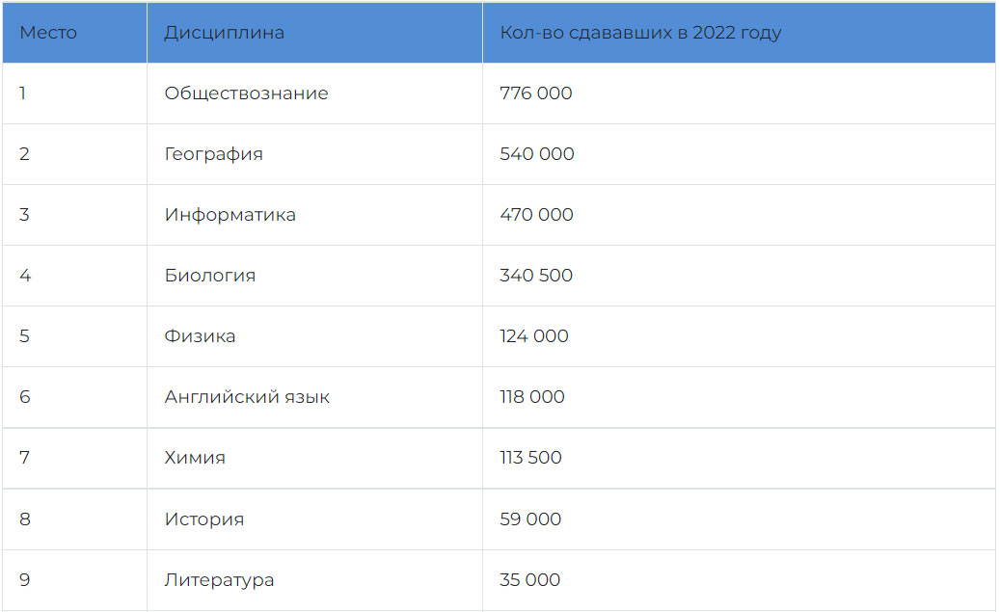 Место Дисциплина Кол-во сдававших в 2022 году
1 Обществознание 776 000
2 География 540 000
3 Информатика 470 000
4 Биология 340 500
5 Физика 124 000
6 Английский язык 118 000
7 Химия 113 500
8 История 59 000
9 Литература 35 000